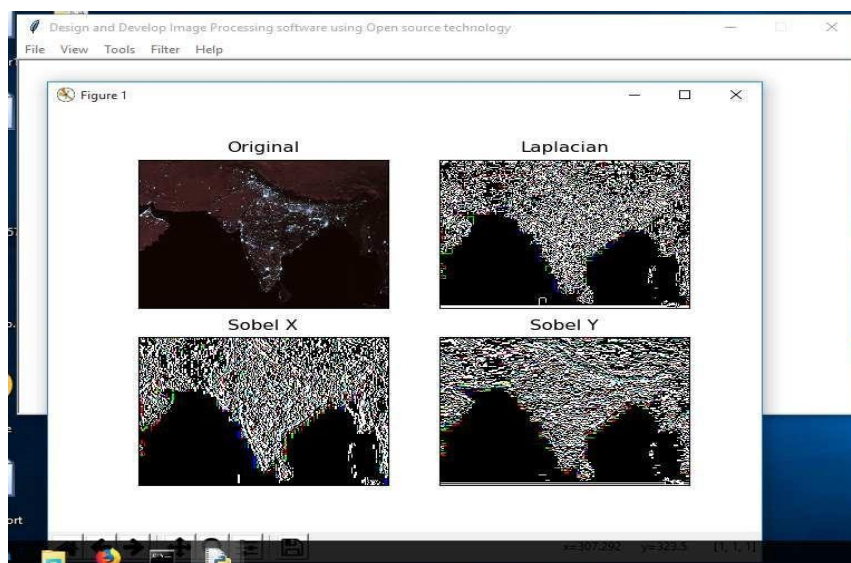 Design and Develop Image Processing software using Open source technology
File View Tools Filter Help
Figure 1
Original Laplacian
Sobel X Sobel Y
x=307.292 y=323.5 [1, 1, 1]
ort